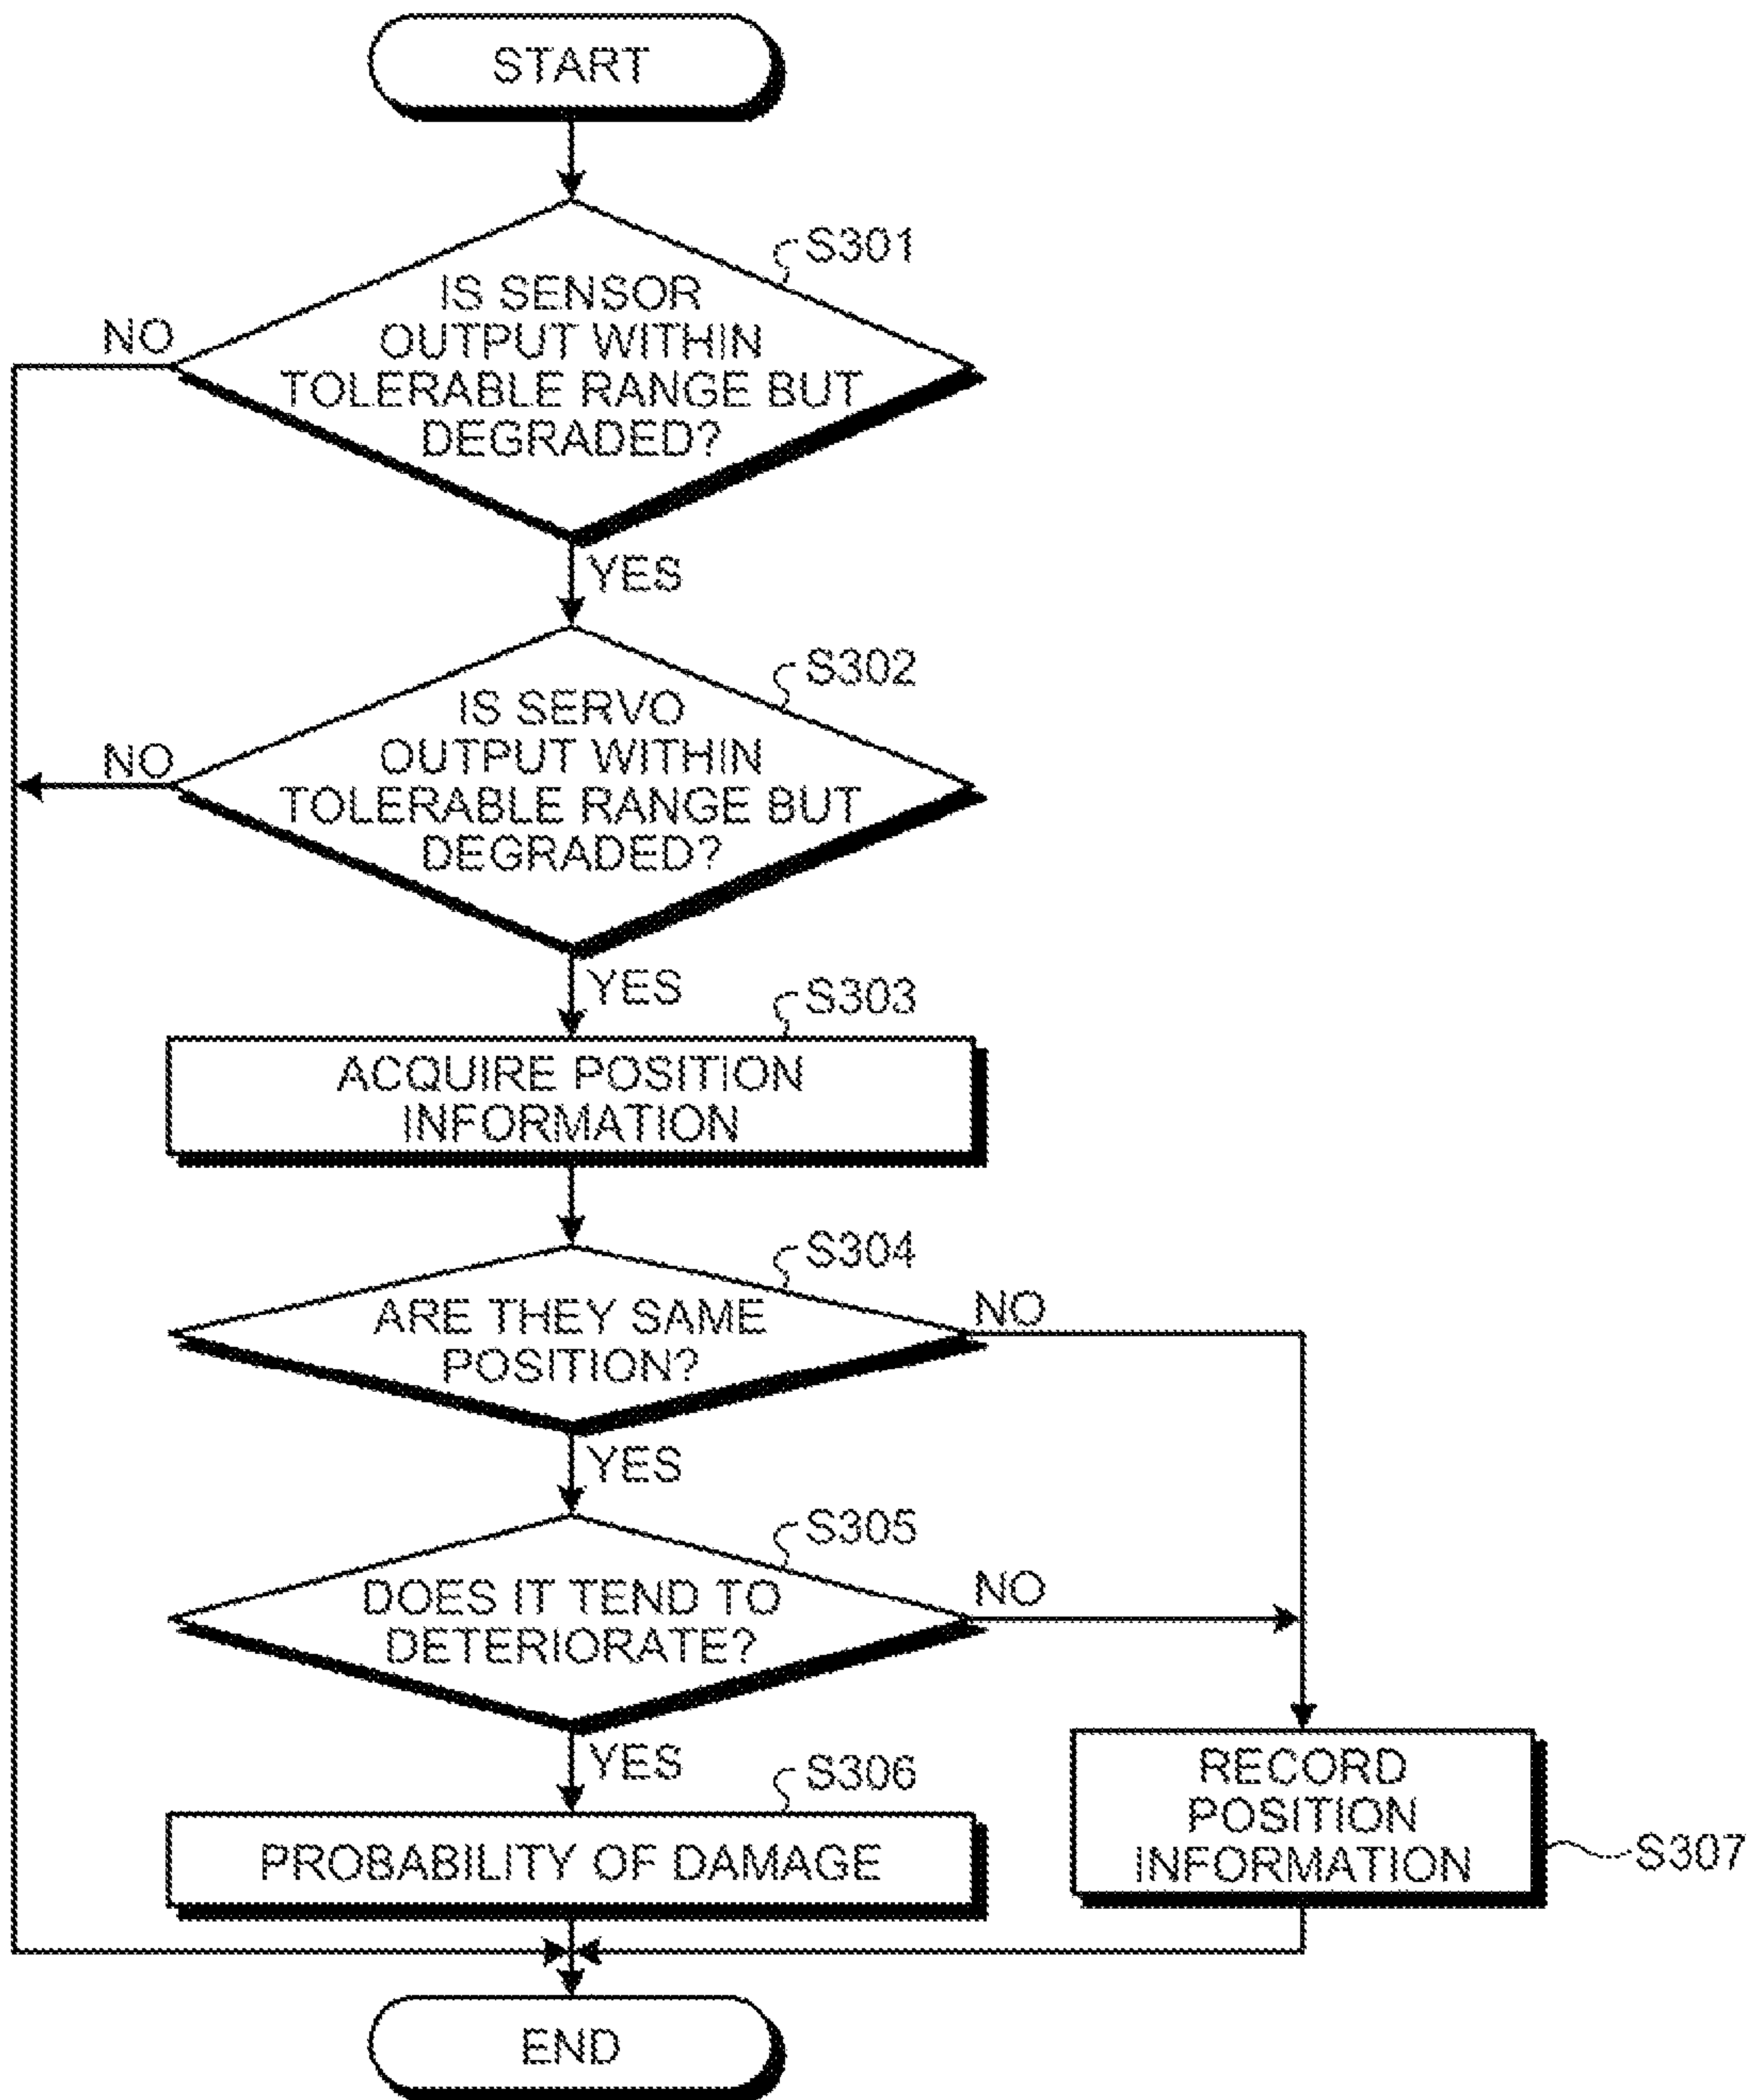 START
S301
IS SENSOR
OUTPUT WITHIN
TOLERABLE RANGE BUT
DEGRADED?
NO
YES
S302
IS SERVO
OUTPUT WITHIN
TOLERABLE RANGE BUT
DEGRADED?
NO
YES
S303
ACQUIRE POSITION
INFORMATION
S304
ARE THEY SAME
POSITION?
NO
YES
S305
DOES IT TEND TO
DETERIORATE?
NO
YES
S306
PROBABILITY OF DAMAGE
RECORD
POSITION
INFORMATION
S307
END